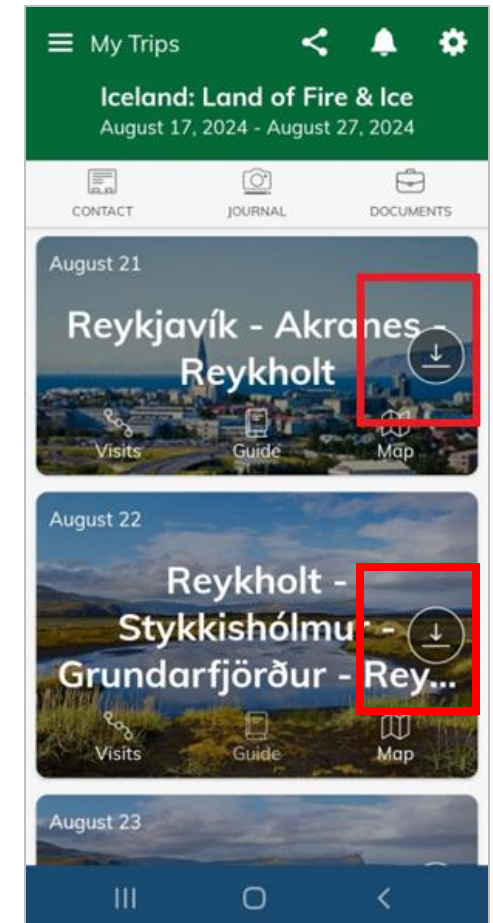 My Trips
Iceland: Land of Fire & Ice
August 17, 2024 - August 27, 2024
CONTACT JOURNAL DOCUMENTS
August 21
Reykjavík - Akranes -
Reykholt
Visits Guide Map
August 22
Reykholt -
Stykkishólmur -
Grundarfjörður - Rey...
Visits Guide Map
August 23